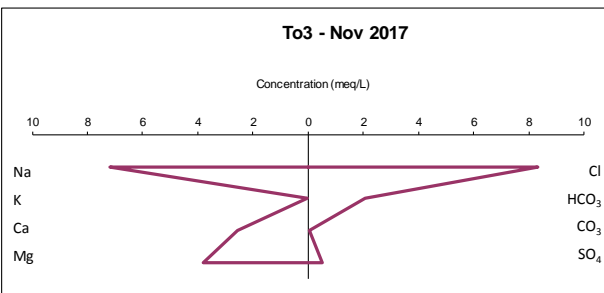 To3 - Nov 2017
Concentration (meq/L)
10 8 6 4 2 0 2 4 6 8 10
Na Cl
K HCO₃
Ca CO₃
Mg SO₄